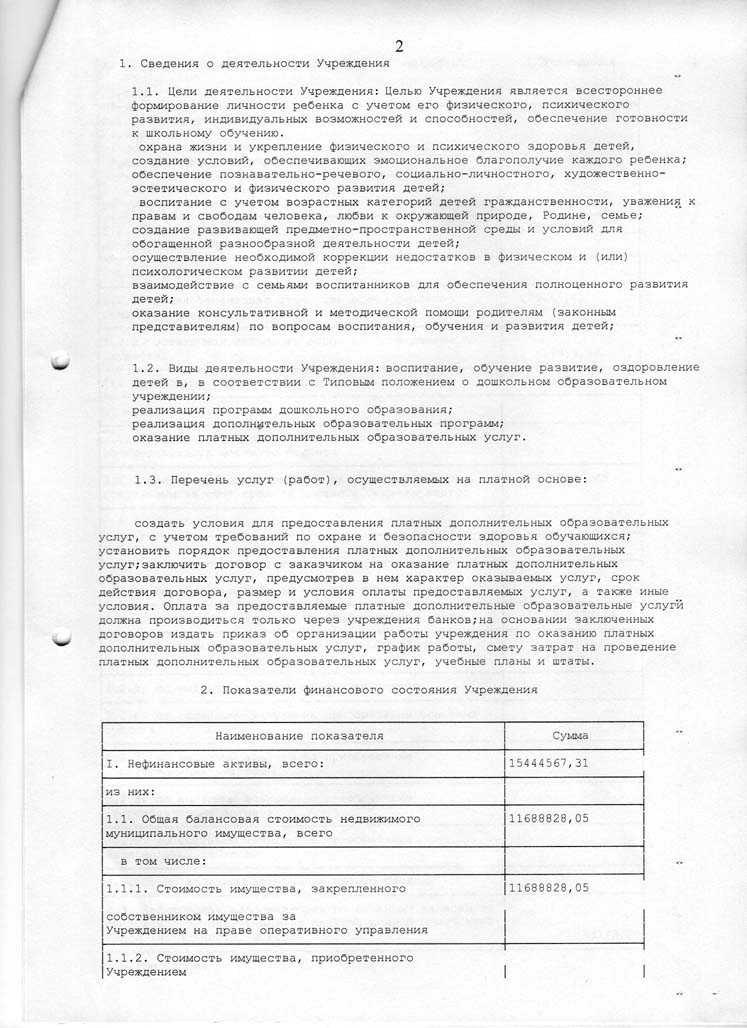 2
1. Сведения о деятельности Учреждения
1.1. Цели деятельности Учреждения: Целью Учреждения является всестороннее
формирование личности ребенка с учетом его физического, психического
развития, индивидуальных возможностей и способностей, обеспечение готовности
к школьному обучению.
охрана жизни и укрепление физического и психического здоровья детей,
создание условий, обеспечивающих эмоциональное благополучие каждого ребенка;
обеспечение познавательно-речевого, социально-личностного, художественно-
эстетического и физического развития детей;
воспитание с учетом возрастных категорий детей гражданственности, уважения к
правам и свободам человека, любви к окружающей природе, Родине, семье;
создание развивающей предметно-пространственной среды и условий для
обогащенной разнообразной деятельности детей;
осуществление необходимой коррекции недостатков в физическом и (или)
психологическом развитии детей;
взаимодействие с семьями воспитанников для обеспечения полноценного развития
детей;
оказание консультативной и методической помощи родителям (законным
представителям) по вопросам воспитания, обучения и развития детей;
1.2. Виды деятельности Учреждения: воспитание, обучение развитие, оздоровление
детей в, в соответствии с Типовым положением о дошкольном образовательном
учреждении;
реализация программ дошкольного образования;
реализация дополнительных образовательных программ;
оказание платных дополнительных образовательных услуг.
1.3. Перечень услуг (работ), осуществляемых на платной основе:
создать условия для предоставления платных дополнительных образовательных
услуг, с учетом требований по охране и безопасности здоровья обучающихся;
установить порядок предоставления платных дополнительных образовательных
услуг;заключить договор с заказчиком на оказание платных дополнительных
образовательных услуг, предусмотрев в нем характер оказываемых услуг, срок
действия договора, размер и условия оплаты предоставляемых услуг, а также иные
условия. Оплата за предоставляемые платные дополнительные образовательные услуги
должна производиться только через учреждения банков;на основании заключенных
договоров издать приказ об организации работы учреждения по оказанию платных
дополнительных образовательных услуг, график работы, смету затрат на проведение
платных дополнительных образовательных услуг, учебные планы и штаты.
2. Показатели финансового состояния Учреждения
Наименование показателя Сумма
I. Нефинансовые активы, всего: 15444567,31
из них:
1.1. Общая балансовая стоимость недвижимого 11688828,05
муниципального имущества, всего
в том числе:
1.1.1. Стоимость имущества, закрепленного 11688828,05
собственником имущества за
Учреждением на праве оперативного управления
1.1.2. Стоимость имущества, приобретенного
Учреждением